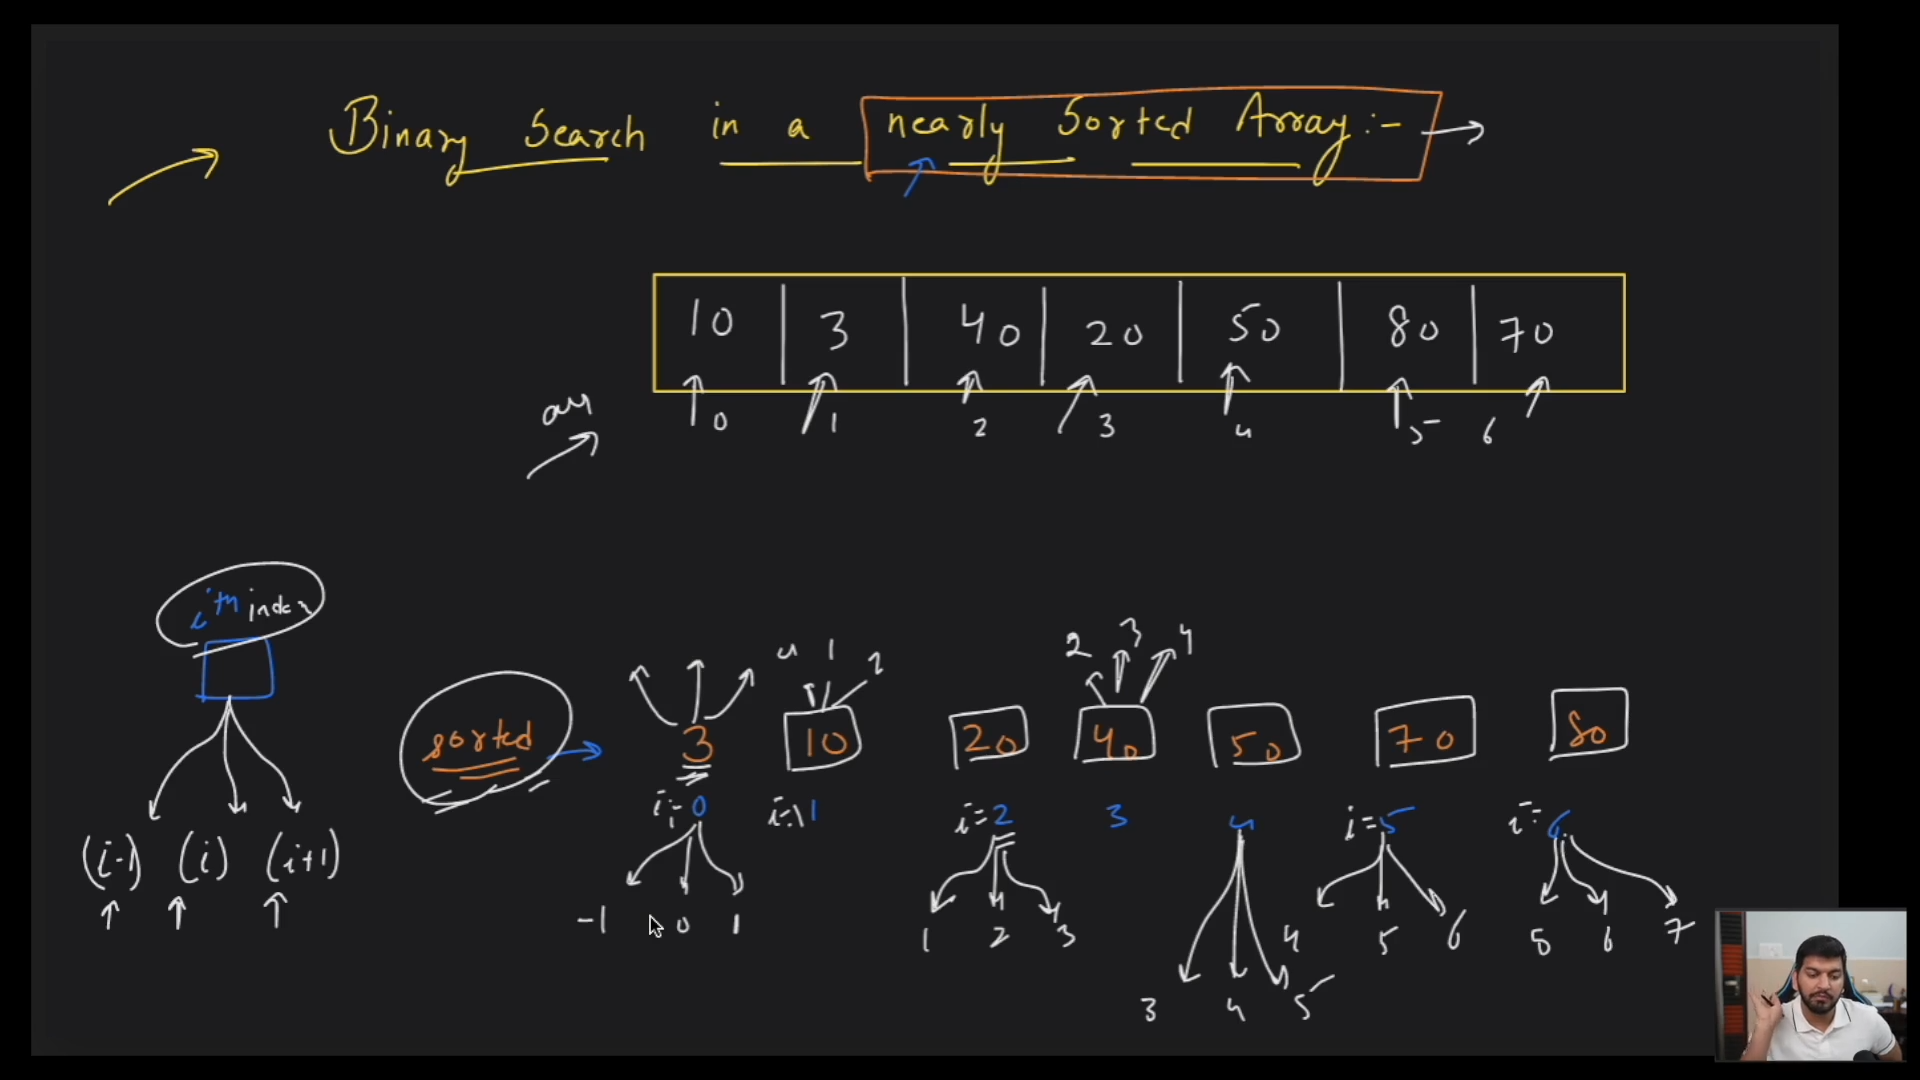 Binary Search in a nearly Sorted Array:-
10 3 40 20 50 80 70
arr
0 1 2 3 4 5 6
ith index
2 3 4
0 1 2
sorted 3 10 20 40 50 70 80
i=0 i=1 i=2 3 4 i=5 i=6
(i-1) (i) (i+1)
-1 0 1 1 2 3 4 5 6 5 6 7
3 4 5